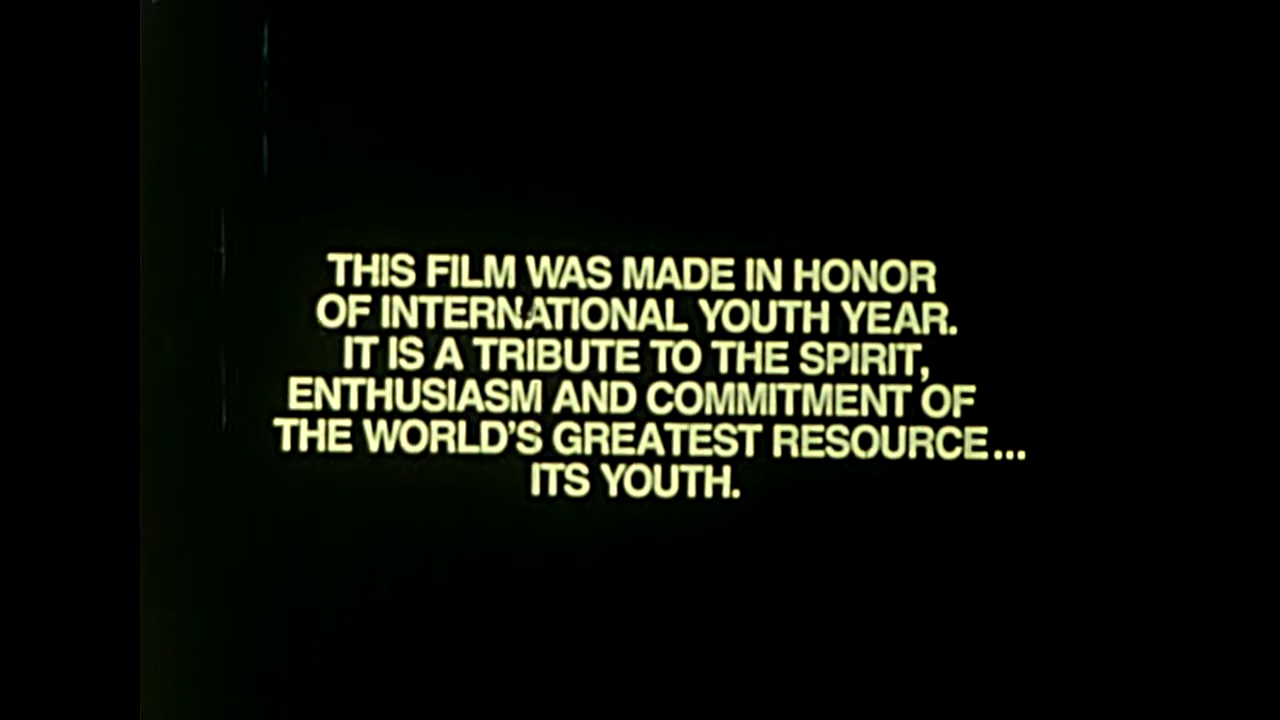 THIS FILM WAS MADE IN HONOR
OF INTERNATIONAL YOUTH YEAR.
IT IS A TRIBUTE TO THE SPIRIT,
ENTHUSIASM AND COMMITMENT OF
THE WORLD'S GREATEST RESOURCE...
ITS YOUTH.